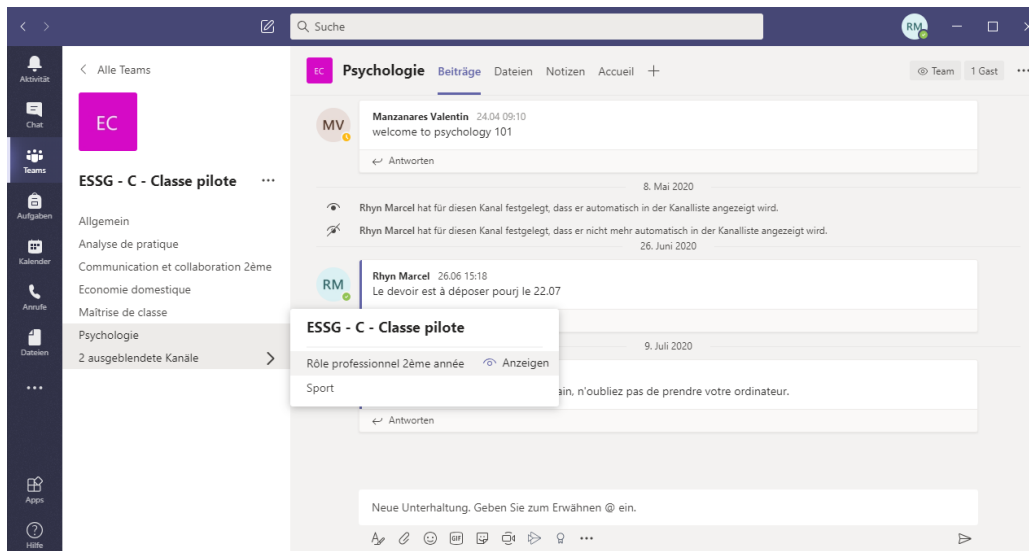 Suche
RM
Aktivität
Chat
Teams
Aufgaben
Kalender
Anrufe
Dateien
Apps
Hilfe
Alle Teams
EC
ESSG - C - Classe pilote
Allgemein
Analyse de pratique
Communication et collaboration 2ème
Economie domestique
Maîtrise de classe
Psychologie
2 ausgeblendete Kanäle
EC Psychologie Beiträge Dateien Notizen Accueil
Team 1 Gast
MV
Manzanares Valentin 24.04 09:10
welcome to psychology 101
Antworten
8. Mai 2020
Rhyn Marcel hat für diesen Kanal festgelegt, dass er automatisch in der Kanalliste angezeigt wird.
Rhyn Marcel hat für diesen Kanal festgelegt, dass er nicht mehr automatisch in der Kanalliste angezeigt wird.
26. Juni 2020
RM
Rhyn Marcel 26.06 15:18
Le devoir est à déposer pourj le 22.07
ESSG - C - Classe pilote
Rôle professionnel 2ème année Anzeigen
Sport
9. Juli 2020
ain, n'oubliez pas de prendre votre ordinateur.
Antworten
Neue Unterhaltung. Geben Sie zum Erwähnen @ ein.
GIF